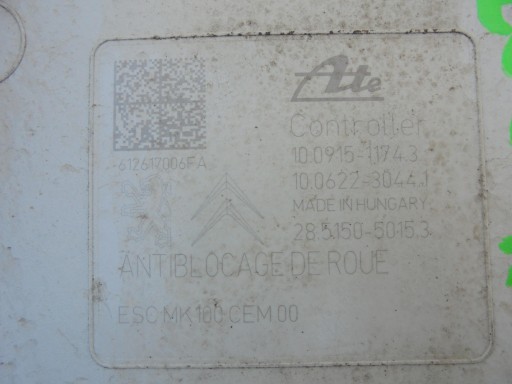 Ate
Controller
612617006FA
10.0915-1174.3
10.0622-3044.1
MADE IN HUNGARY
28.5150-5015.3
ANTIBLOCAGE DE ROUE
ESC MK100 CEM 00